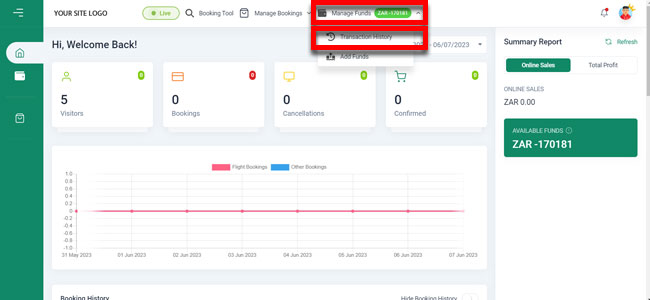 YOUR SITE LOGO
Live
Booking Tool
Manage Bookings
Manage Funds ZAR -170181
Transaction History
Add Funds
Hi, Welcome Back!
- 06/07/2023
0
5
Visitors
0
0
Bookings
0
0
Cancellations
0
0
Confirmed
Flight Bookings
Other Bookings
1.0
0.8
0.6
0.4
0.2
0
-0.2
-0.4
-0.6
-0.8
-1.0
31 May 2023
01 Jun 2023
02 Jun 2023
03 Jun 2023
04 Jun 2023
05 Jun 2023
06 Jun 2023
07 Jun 2023
Booking History
Hide Booking History
Summary Report
Refresh
Online Sales
Total Profit
ONLINE SALES
ZAR 0.00
AVAILABLE FUNDS
ZAR -170181